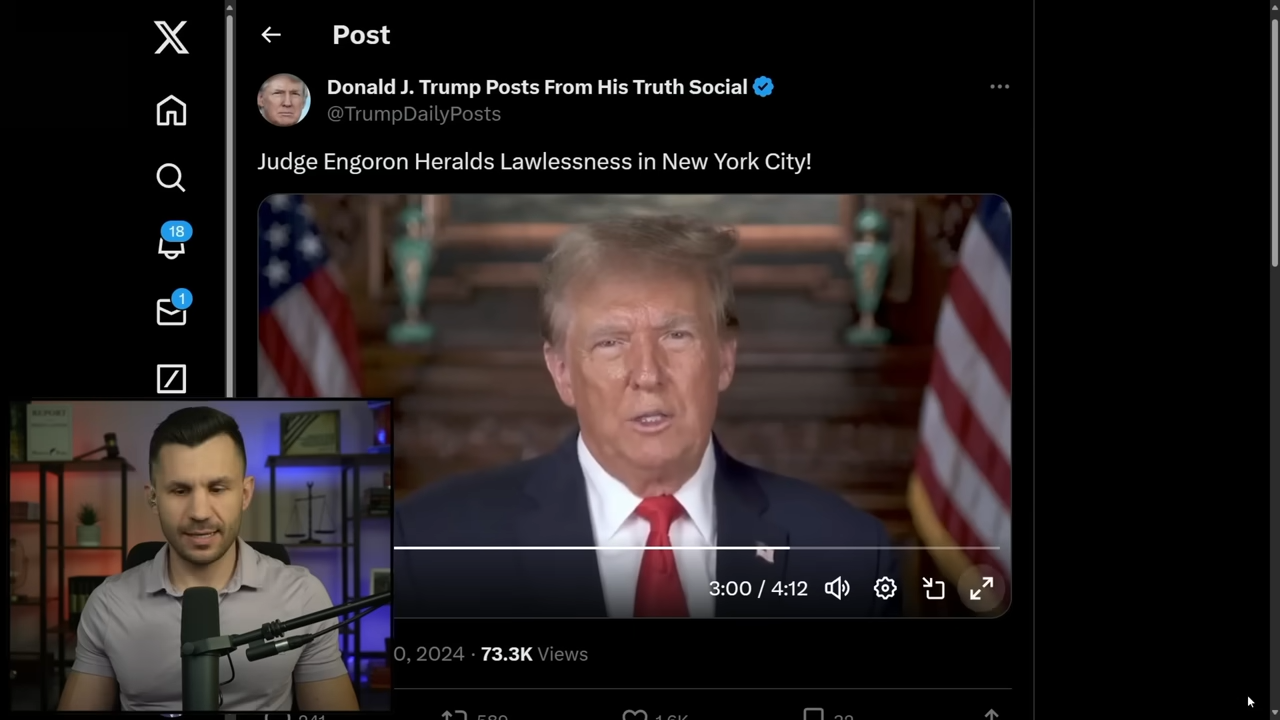 Post
Donald J. Trump Posts From His Truth Social
@TrumpDailyPosts
Judge Engoron Heralds Lawlessness in New York City!
18
1
REPORT
3:00 / 4:12
0, 2024 · 73.3K Views